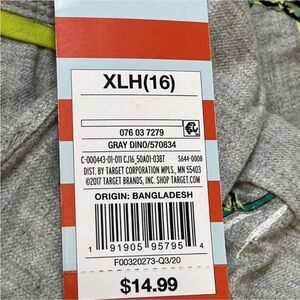 XLH(16)
076 03 7279
GRAY DINO/570834
C-000443-01-011 CJ16_50A01-0387 S644-0008
DIST. BY TARGET CORPORATION MPLS., MN 55403
©2017 TARGET BRANDS, INC. SHOP TARGET.COM
ORIGIN: BANGLADESH
1 91905 95795 4
F00320273-Q3/20
$14.99